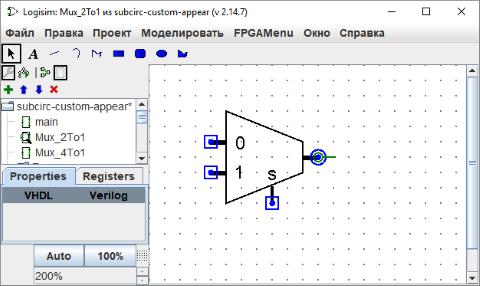 Logisim: Mux_2To1 из subcirc-custom-appear (v 2.14.7)
Файл Правка Проект Моделировать FPGAMenu Окно Справка
A
subcirc-custom-appear*
main
Mux_2To1
Mux_4To1
Properties Registers
VHDL Verilog
Auto 100%
200%
0
1
s